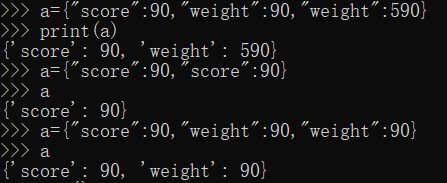 >>> a={"score":90,"weight":90,"weight":590}
>>> print(a)
{'score': 90, 'weight': 590}
>>> a={"score":90,"score":90}
>>> a
{'score': 90}
>>> a={"score":90,"weight":90,"weight":90}
>>> a
{'score': 90, 'weight': 90}